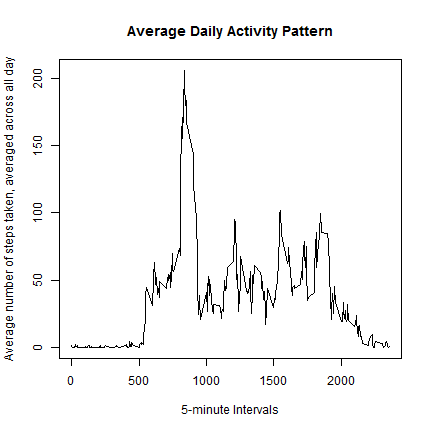 Average Daily Activity Pattern
Average number of steps taken, averaged across all day
200
150
100
50
0
0 500 1000 1500 2000
5-minute Intervals